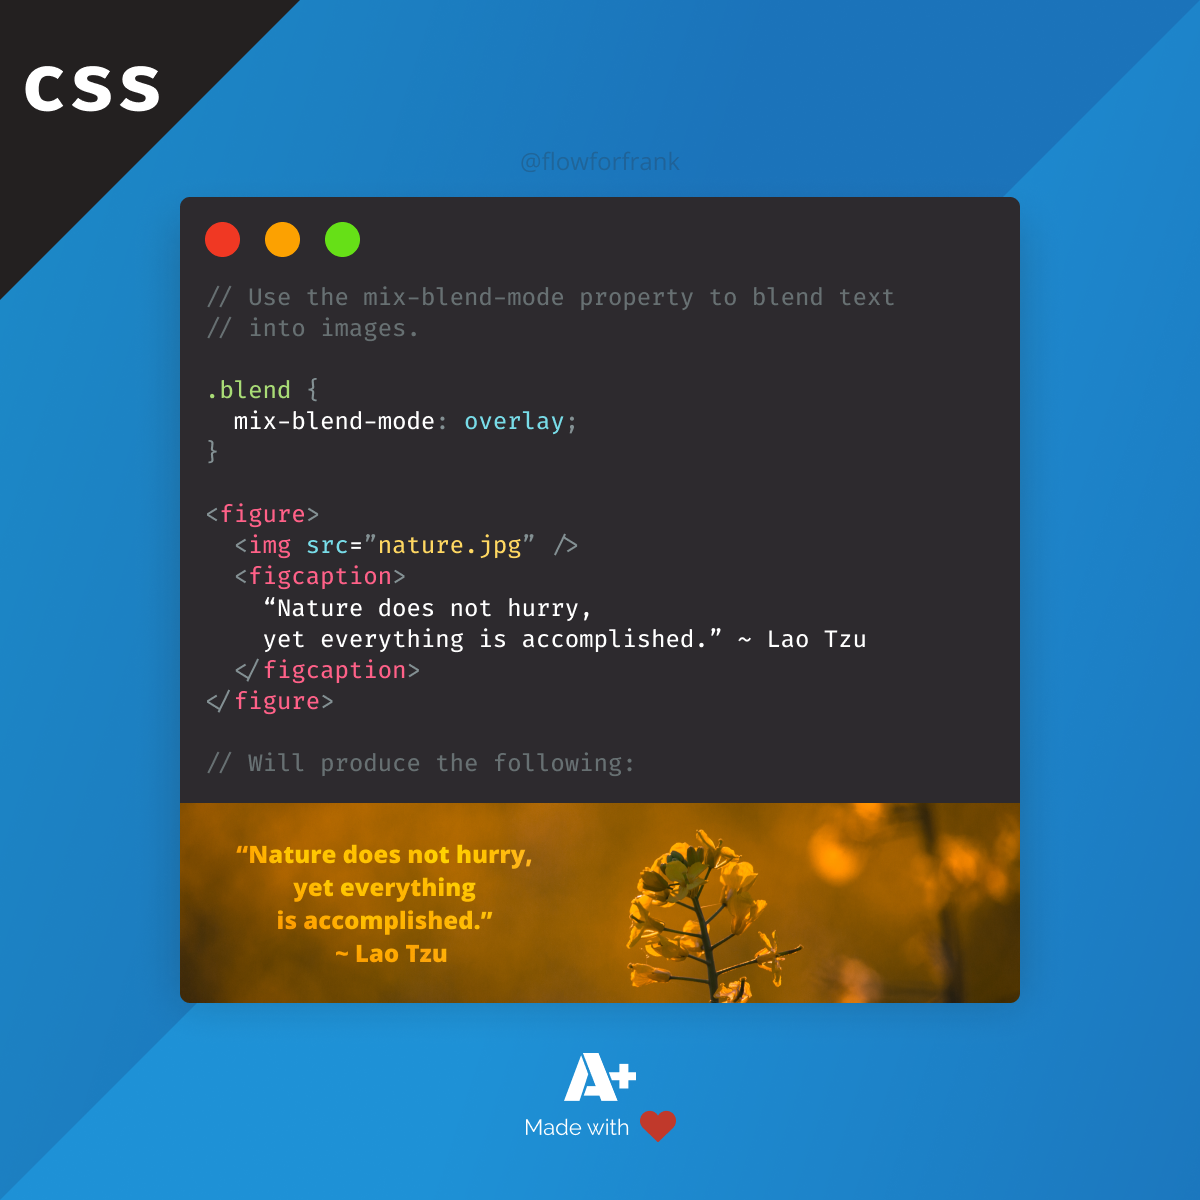 CSS
@flowforfrank
// Use the mix-blend-mode property to blend text
// into images.
.blend {
  mix-blend-mode: overlay;
}
<figure>
  <img src=”nature.jpg” />
  <figcaption>
    “Nature does not hurry,
    yet everything is accomplished.” ~ Lao Tzu
  </figcaption>
</figure>
// Will produce the following:
“Nature does not hurry,
yet everything
is accomplished.”
~ Lao Tzu
A+
Made with